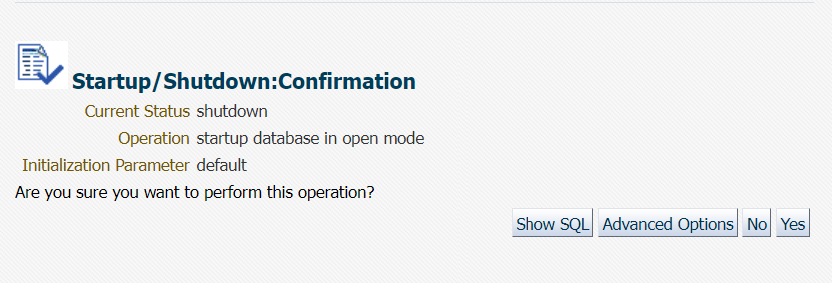 Startup/Shutdown:Confirmation
Current Status shutdown
Operation startup database in open mode
Initialization Parameter default
Are you sure you want to perform this operation?
Show SQL Advanced Options No Yes